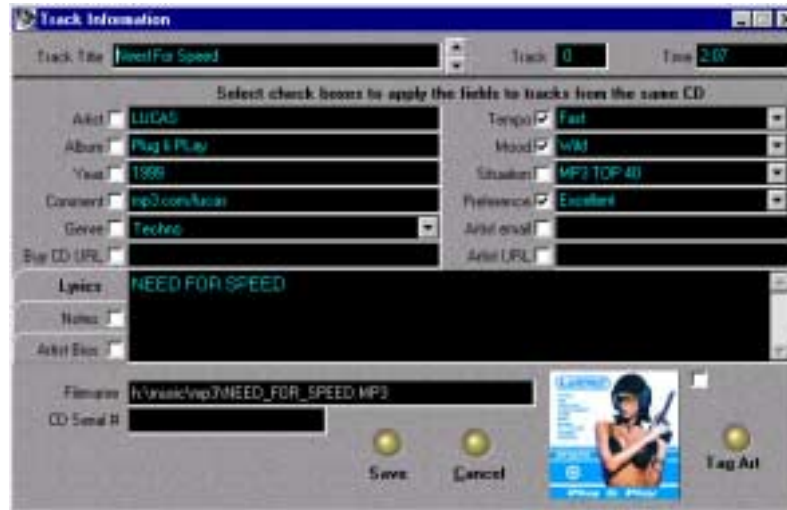 Track Information
Track Title Need For Speed Track 0 Time 2:07
Select check boxes to apply the fields to tracks from the same CD
Artist LUCAS Tempo Fast
Album Plug & PLay Mood Wild
Year 1999 Situation MP3 TOP 40
Comment mp3.com/lucas Preference Excellent
Genre Techno Artist email
Buy CD URL Artist URL
Lyrics NEED FOR SPEED
Notes
Artist Bios
Filename h:\music\mp3\NEED_FOR_SPEED.MP3
CD Serial #
Save Cancel Tag Art
Plug & Play